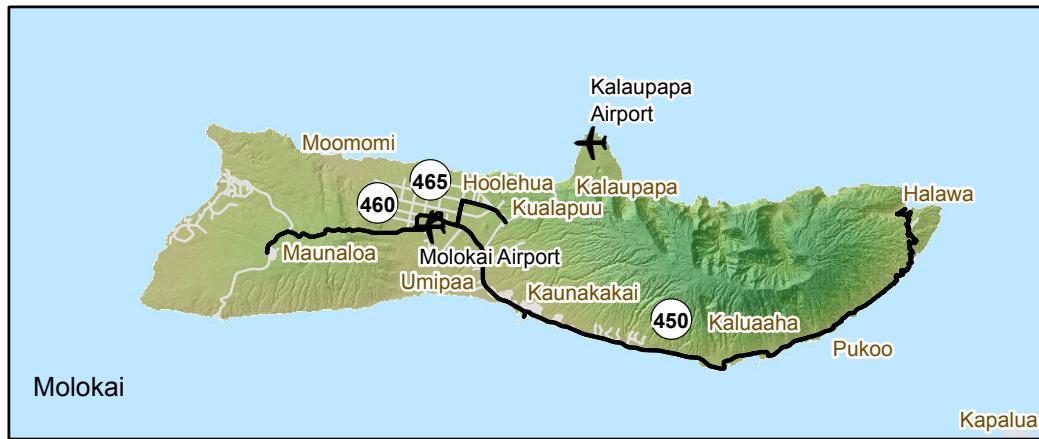 Kalaupapa
Airport
Moomomi
465
Hoolehua
Kalaupapa
460
Kualapuu
Halawa
Maunaloa
Molokai Airport
Umipaa
Kaunakakai
450
Kaluaaha
Pukoo
Molokai
Kapalua